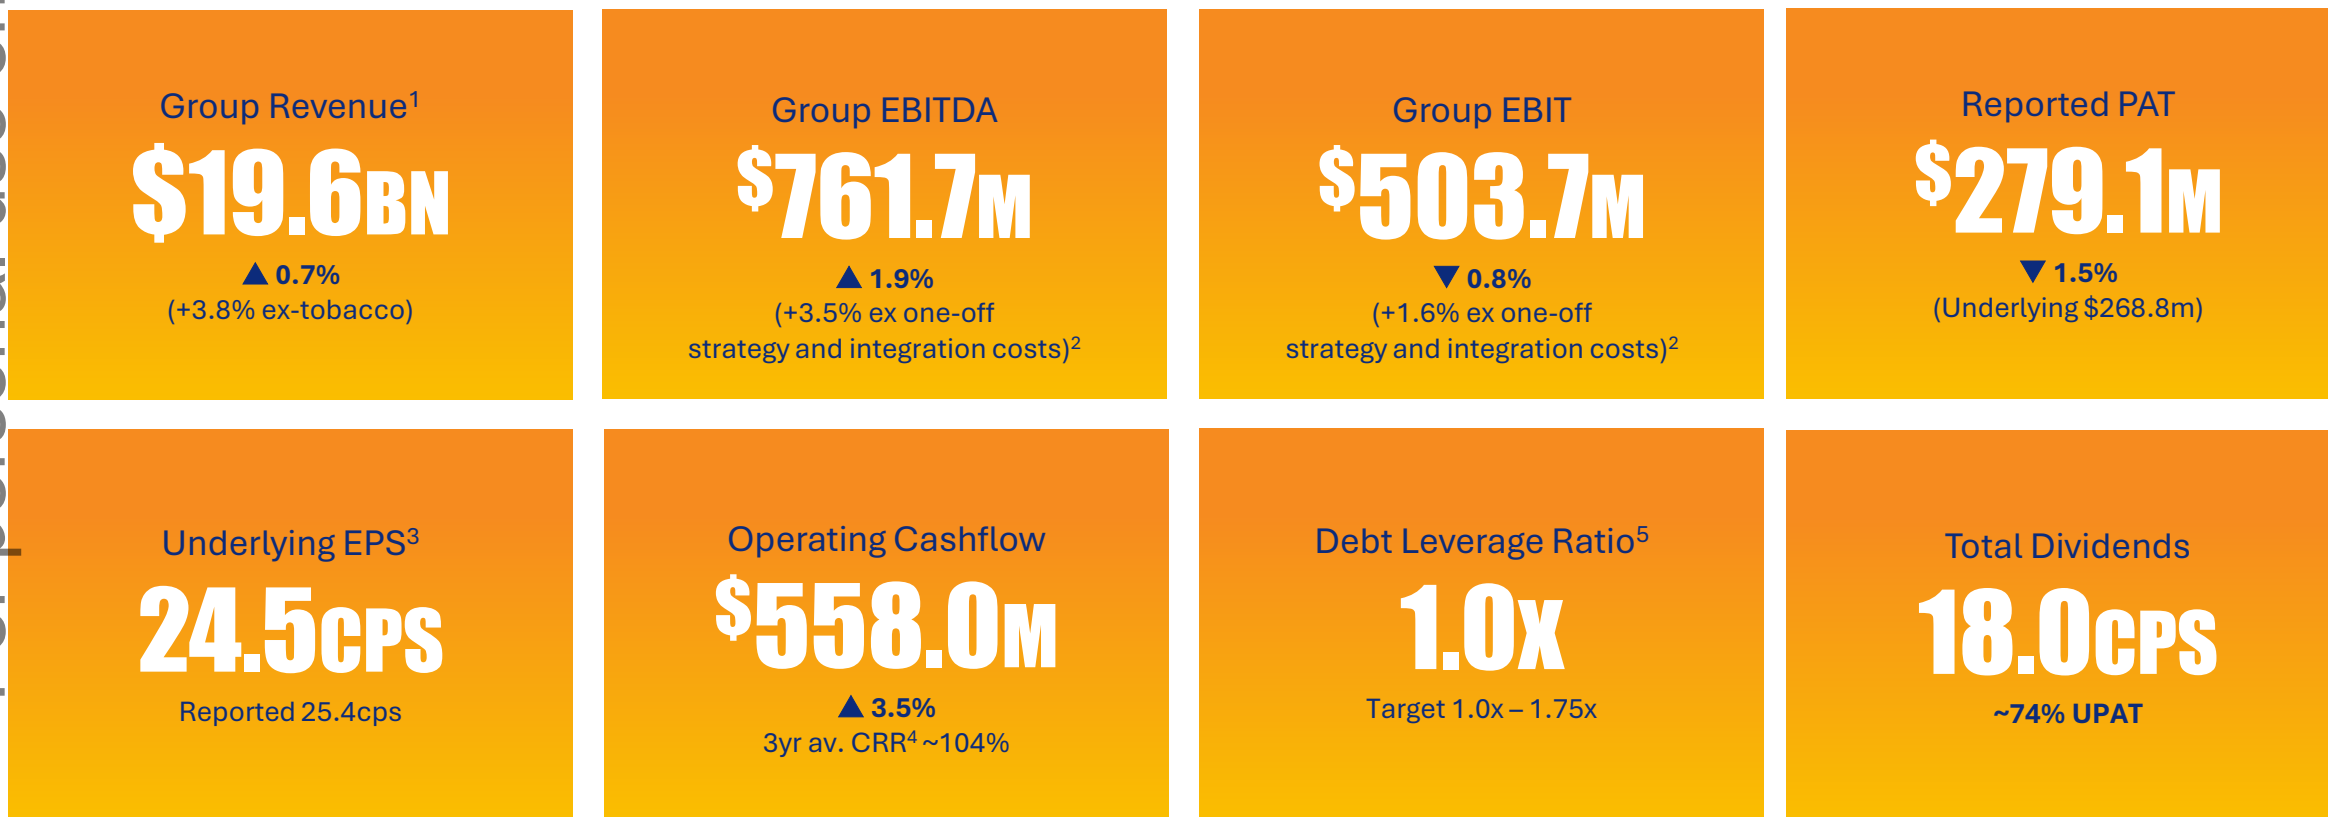 Group Revenue1
$19.6BN
▲ 0.7%
(+3.8% ex-tobacco)
Group EBITDA
$761.7M
▲ 1.9%
(+3.5% ex one-off
strategy and integration costs)2
Group EBIT
$503.7M
▼ 0.8%
(+1.6% ex one-off
strategy and integration costs)2
Reported PAT
$279.1M
▼ 1.5%
(Underlying $268.8m)
Underlying EPS3
24.5CPS
Reported 25.4cps
Operating Cashflow
$558.0M
▲ 3.5%
3yr av. CRR4 ~104%
Debt Leverage Ratio5
1.0X
Target 1.0x – 1.75x
Total Dividends
18.0CPS
~74% UPAT